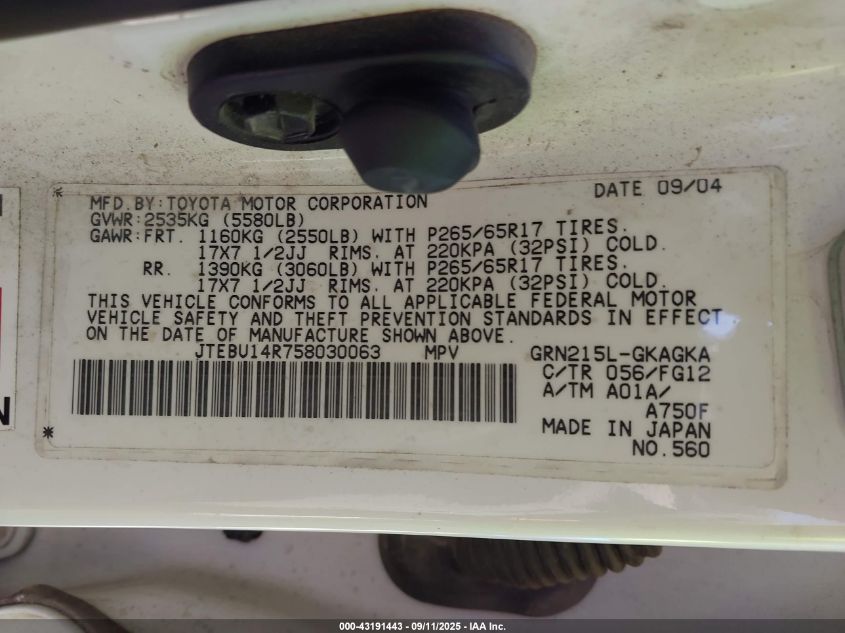 DATE 09/04
MFD.BY:TOYOTA MOTOR CORPORATION
GVWR:2535KG (5580LB)
GAWR:FRT. 1160KG (2550LB) WITH P265/65R17 TIRES.
17X7 1/2JJ RIMS. AT 220KPA (32PSI) COLD.
RR. 1390KG (3060LB) WITH P265/65R17 TIRES.
17X7 1/2JJ RIMS. AT 220KPA (32PSI) COLD.
THIS VEHICLE CONFORMS TO ALL APPLICABLE FEDERAL MOTOR
VEHICLE SAFETY AND THEFT PREVENTION STANDARDS IN EFFECT
ON THE DATE OF MANUFACTURE SHOWN ABOVE.
JTEBU14R758030063 MPV GRN215L-GKAGKA
C/TR 056/FG12
A/TM A01A/
A750F
MADE IN JAPAN
NO.560
N
000-43191443 - 09/11/2025 - IAA Inc.